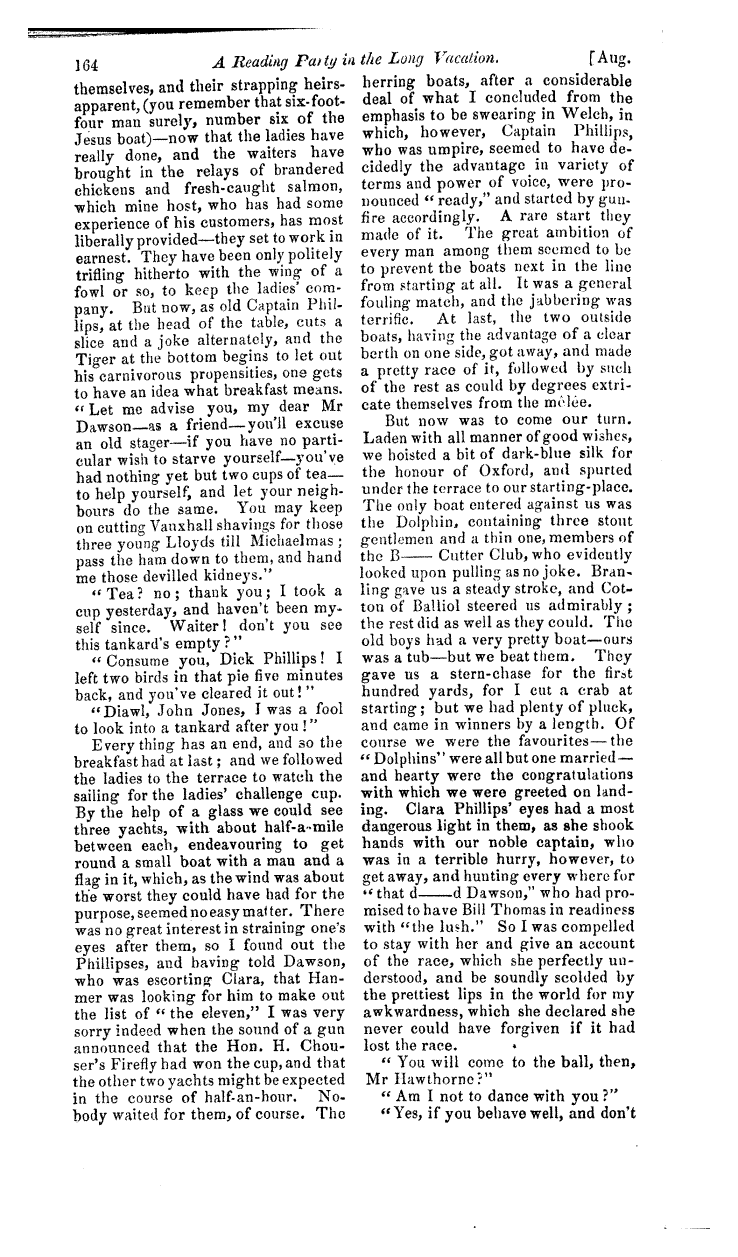 164 A Reading Party in the Long Vacation. [Aug.
themselves, and their strapping heirs-
apparent, (you remember that six-foot-
four man surely, number six of the
Jesus boat)—now that the ladies have
really done, and the waiters have
brought in the relays of brandered
chickens and fresh-caught salmon,
which mine host, who has had some
experience of his customers, has most
liberally provided—they set to work in
earnest. They have been only politely
trifling hitherto with the wing of a
fowl or so, to keep the ladies' com-
pany. But now, as old Captain Phil-
lips, at the head of the table, cuts a
slice and a joke alternately, and the
Tiger at the bottom begins to let out
his carnivorous propensities, one gets
to have an idea what breakfast means.
"Let me advise you, my dear Mr
Dawson—as a friend—you'll excuse
an old stager—if you have no parti-
cular wish to starve yourself—you've
had nothing yet but two cups of tea—
to help yourself, and let your neigh-
bours do the same. You may keep
on cutting Vauxhall shavings for those
three young Lloyds till Michaelmas;
pass the ham down to them, and hand
me those devilled kidneys."
"Tea? no; thank you; I took a
cup yesterday, and haven't been my-
self since. Waiter! don't you see
this tankard's empty?"
"Consume you, Dick Phillips! I
left two birds in that pie five minutes
back, and you've cleared it out!"
"Diawl, John Jones, I was a fool
to look into a tankard after you!"
Every thing has an end, and so the
breakfast had at last; and we followed
the ladies to the terrace to watch the
sailing for the ladies' challenge cup.
By the help of a glass we could see
three yachts, with about half-a-mile
between each, endeavouring to get
round a small boat with a man and a
flag in it, which, as the wind was about
the worst they could have had for the
purpose, seemed no easy matter. There
was no great interest in straining one's
eyes after them, so I found out the
Phillipses, and having told Dawson,
who was escorting Clara, that Han-
mer was looking for him to make out
the list of "the eleven," I was very
sorry indeed when the sound of a gun
announced that the Hon. H. Chou-
ser's Firefly had won the cup, and that
the other two yachts might be expected
in the course of half-an-hour. No-
body waited for them, of course. The
herring boats, after a considerable
deal of what I concluded from the
emphasis to be swearing in Welch, in
which, however, Captain Phillips,
who was umpire, seemed to have de-
cidedly the advantage in variety of
terms and power of voice, were pro-
nounced "ready," and started by gun-
fire accordingly. A rare start they
made of it. The great ambition of
every man among them seemed to be
to prevent the boats next in the line
from starting at all. It was a general
fouling match, and the jabbering was
terrific. At last, the two outside
boats, having the advantage of a clear
berth on one side, got away, and made
a pretty race of it, followed by such
of the rest as could by degrees extri-
cate themselves from the mêlée.
But now was to come our turn.
Laden with all manner of good wishes,
we hoisted a bit of dark-blue silk for
the honour of Oxford, and spurted
under the terrace to our starting-place.
The only boat entered against us was
the Dolphin, containing three stout
gentlemen and a thin one, members of
the B—— Cutter Club, who evidently
looked upon pulling as no joke. Bran-
ling gave us a steady stroke, and Cot-
ton of Balliol steered us admirably;
the rest did as well as they could. The
old boys had a very pretty boat—ours
was a tub—but we beat them. They
gave us a stern-chase for the first
hundred yards, for I cut a crab at
starting; but we had plenty of pluck,
and came in winners by a length. Of
course we were the favourites—the
"Dolphins" were all but one married—
and hearty were the congratulations
with which we were greeted on land-
ing. Clara Phillips' eyes had a most
dangerous light in them, as she shook
hands with our noble captain, who
was in a terrible hurry, however, to
get away, and hunting every where for
"that d——d Dawson," who had pro-
mised to have Bill Thomas in readiness
with "the lush." So I was compelled
to stay with her and give an account
of the race, which she perfectly un-
derstood, and be soundly scolded by
the prettiest lips in the world for my
awkwardness, which she declared she
never could have forgiven if it had
lost the race.
"You will come to the ball, then,
Mr Hawthorne?"
"Am I not to dance with you?"
"Yes, if you behave well, and don't